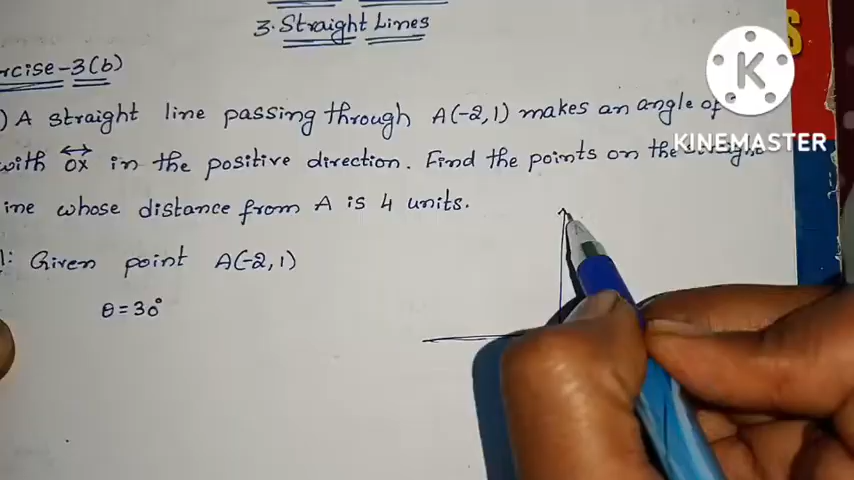 3. Straight Lines
rcise-3(b)
) A straight line passing through A(-2,1) makes an angle of
with OX in the positive direction. Find the points on the straight
ine whose distance from A is 4 units.
: Given point A(-2,1)
θ = 30°
K
KINEMASTER